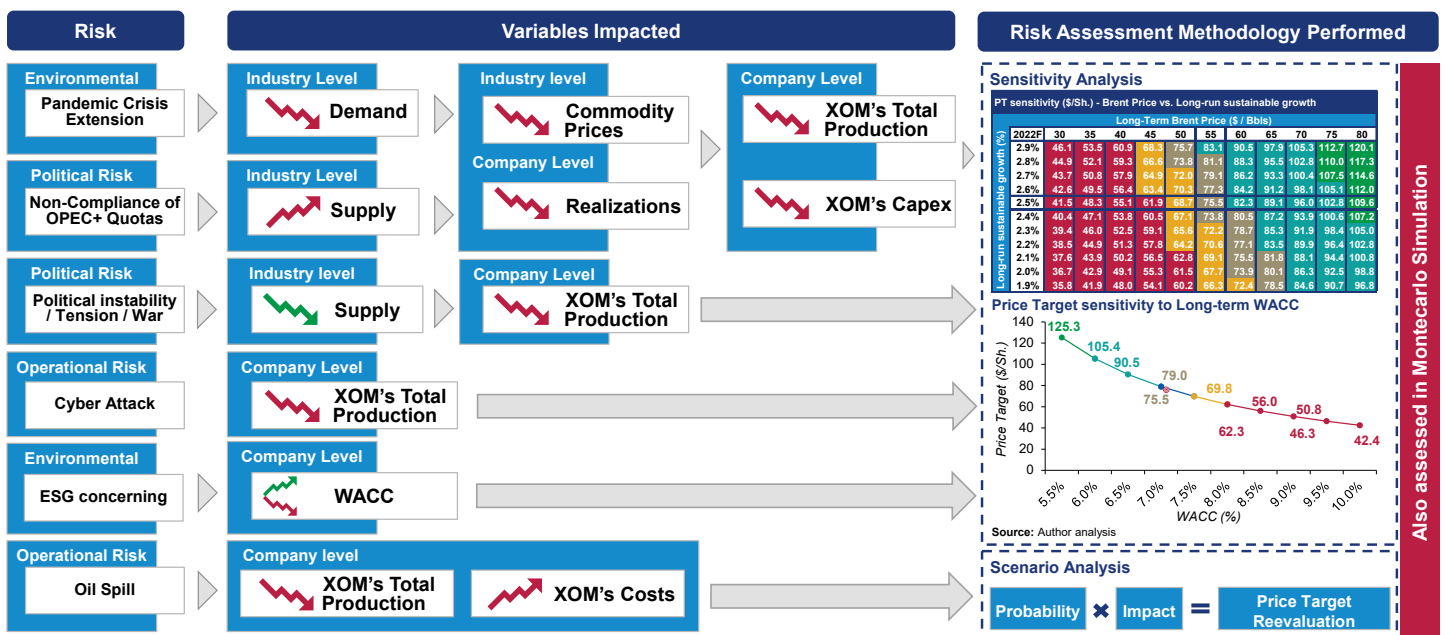 Risk
Variables Impacted
Risk Assessment Methodology Performed
Environmental
Pandemic Crisis
Extension
Industry Level
Demand
Industry level
Commodity
Prices
Company Level
Realizations
Company Level
XOM's Total
Production
XOM's Capex
Political Risk
Non-Compliance of
OPEC+ Quotas
Industry Level
Supply
Political Risk
Political instability
/ Tension / War
Industry level
Supply
Company Level
XOM's Total
Production
Operational Risk
Cyber Attack
Company Level
XOM's Total
Production
Environmental
ESG concerning
Company Level
WACC
Operational Risk
Oil Spill
Company level
XOM's Total
Production
XOM's Costs
Sensitivity Analysis
PT sensitivity ($/Sh.) - Brent Price vs. Long-run sustainable growth
Long-Term Brent Price ($ / Bbls)
Long-run sustainable growth (%)
2022F 30 35 40 45 50 55 60 65 70 75 80
2.9% 46.1 53.5 60.9 68.3 75.7 83.1 90.5 97.9 105.3 112.7 120.1
2.8% 44.9 52.1 59.3 66.6 73.8 81.1 88.3 95.5 102.8 110.0 117.3
2.7% 43.7 50.8 57.9 64.9 72.0 79.1 86.2 93.3 100.4 107.5 114.6
2.6% 42.6 49.5 56.4 63.4 70.3 77.3 84.2 91.2 98.1 105.1 112.0
2.5% 41.5 48.3 55.1 61.9 68.7 75.5 82.3 89.1 96.0 102.8 109.6
2.4% 40.4 47.1 53.8 60.5 67.1 73.8 80.5 87.2 93.9 100.6 107.2
2.3% 39.4 46.0 52.5 59.1 65.6 72.2 78.7 85.3 91.9 98.4 105.0
2.2% 38.5 44.9 51.3 57.8 64.2 70.6 77.1 83.5 89.9 96.4 102.8
2.1% 37.6 43.9 50.2 56.5 62.8 69.1 75.5 81.8 88.1 94.4 100.8
2.0% 36.7 42.9 49.1 55.3 61.5 67.7 73.9 80.1 86.3 92.5 98.8
1.9% 35.8 41.9 48.0 54.1 60.2 66.3 72.4 78.5 84.6 90.7 96.8
Price Target sensitivity to Long-term WACC
Price Target ($/Sh.)
140
120
100
80
60
40
20
0
125.3
105.4
90.5
79.0
75.5
69.8
62.3
56.0
50.8
46.3
42.4
5.5% 6.0% 6.5% 7.0% 7.5% 8.0% 8.5% 9.0% 9.5% 10.0%
WACC (%)
Source: Author analysis
Scenario Analysis
Probability × Impact = Price Target
Reevaluation
Also assessed in Montecarlo Simulation